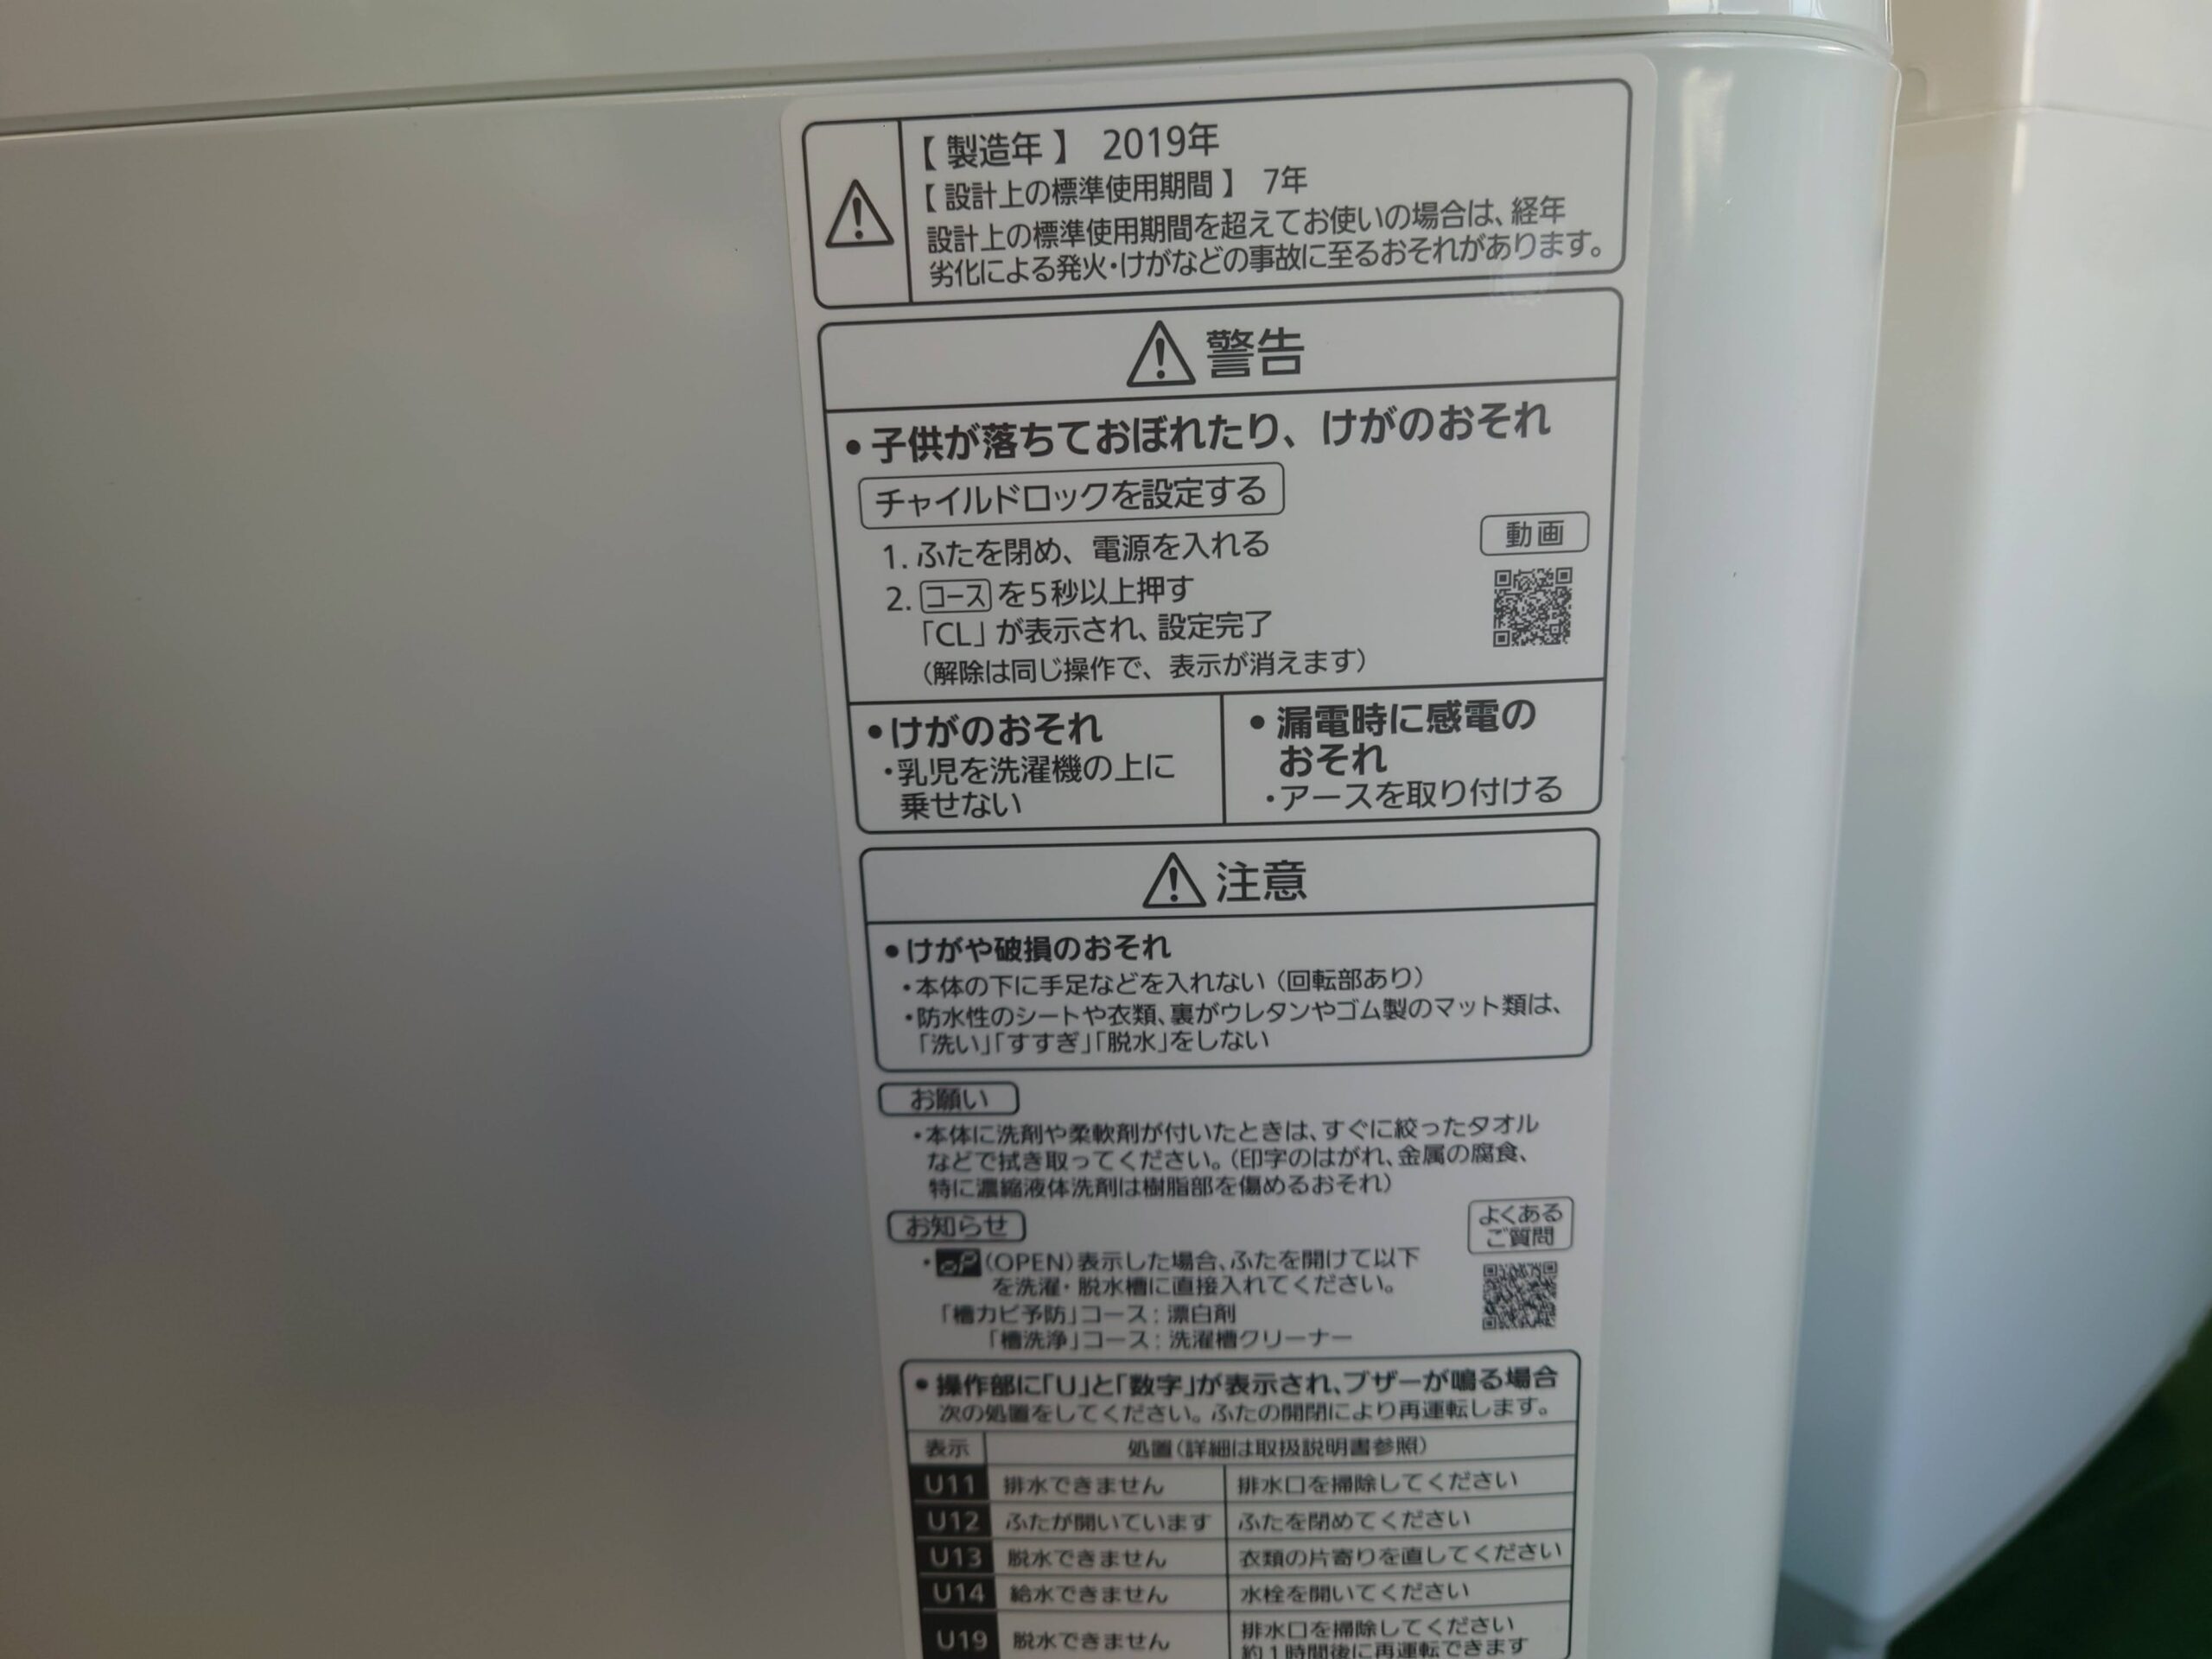 【製造年】 2019年
【設計上の標準使用期間】 7年
設計上の標準使用期間を超えてお使いの場合は、経年
劣化による発火・けがなどの事故に至るおそれがあります。
警告
•子供が落ちておぼれたり、けがのおそれ
チャイルドロックを設定する
1. ふたを閉め、電源を入れる
動画
2. コースを5秒以上押す
「CL」が表示され、設定完了
（解除は同じ操作で、表示が消えます）
•けがのおそれ
・乳児を洗濯機の上に
乗せない
•漏電時に感電の
おそれ
・アースを取り付ける
注意
•けがや破損のおそれ
・本体の下に手足などを入れない（回転部あり）
・防水性のシートや衣類、裏がウレタンやゴム製のマット類は、
「洗い」「すすぎ」「脱水」をしない
お願い
・本体に洗剤や柔軟剤が付いたときは、すぐに絞ったタオル
などで拭き取ってください。（印字のはがれ、金属の腐食、
特に濃縮液体洗剤は樹脂部を傷めるおそれ）
お知らせ
よくある
ご質問
・oP（OPEN）表示した場合、ふたを開けて以下
を洗濯・脱水槽に直接入れてください。
「槽カビ予防」コース：漂白剤
「槽洗浄」コース：洗濯槽クリーナー
•操作部に「U」と「数字」が表示され、ブザーが鳴る場合
次の処置をしてください。ふたの開閉により再運転します。
表示 処置（詳細は取扱説明書参照）
U11 排水できません 排水口を掃除してください
U12 ふたが開いています ふたを閉めてください
U13 脱水できません 衣類の片寄りを直してください
U14 給水できません 水栓を開いてください
U19 脱水できません 排水口を掃除してください
約1時間後に再運転できます